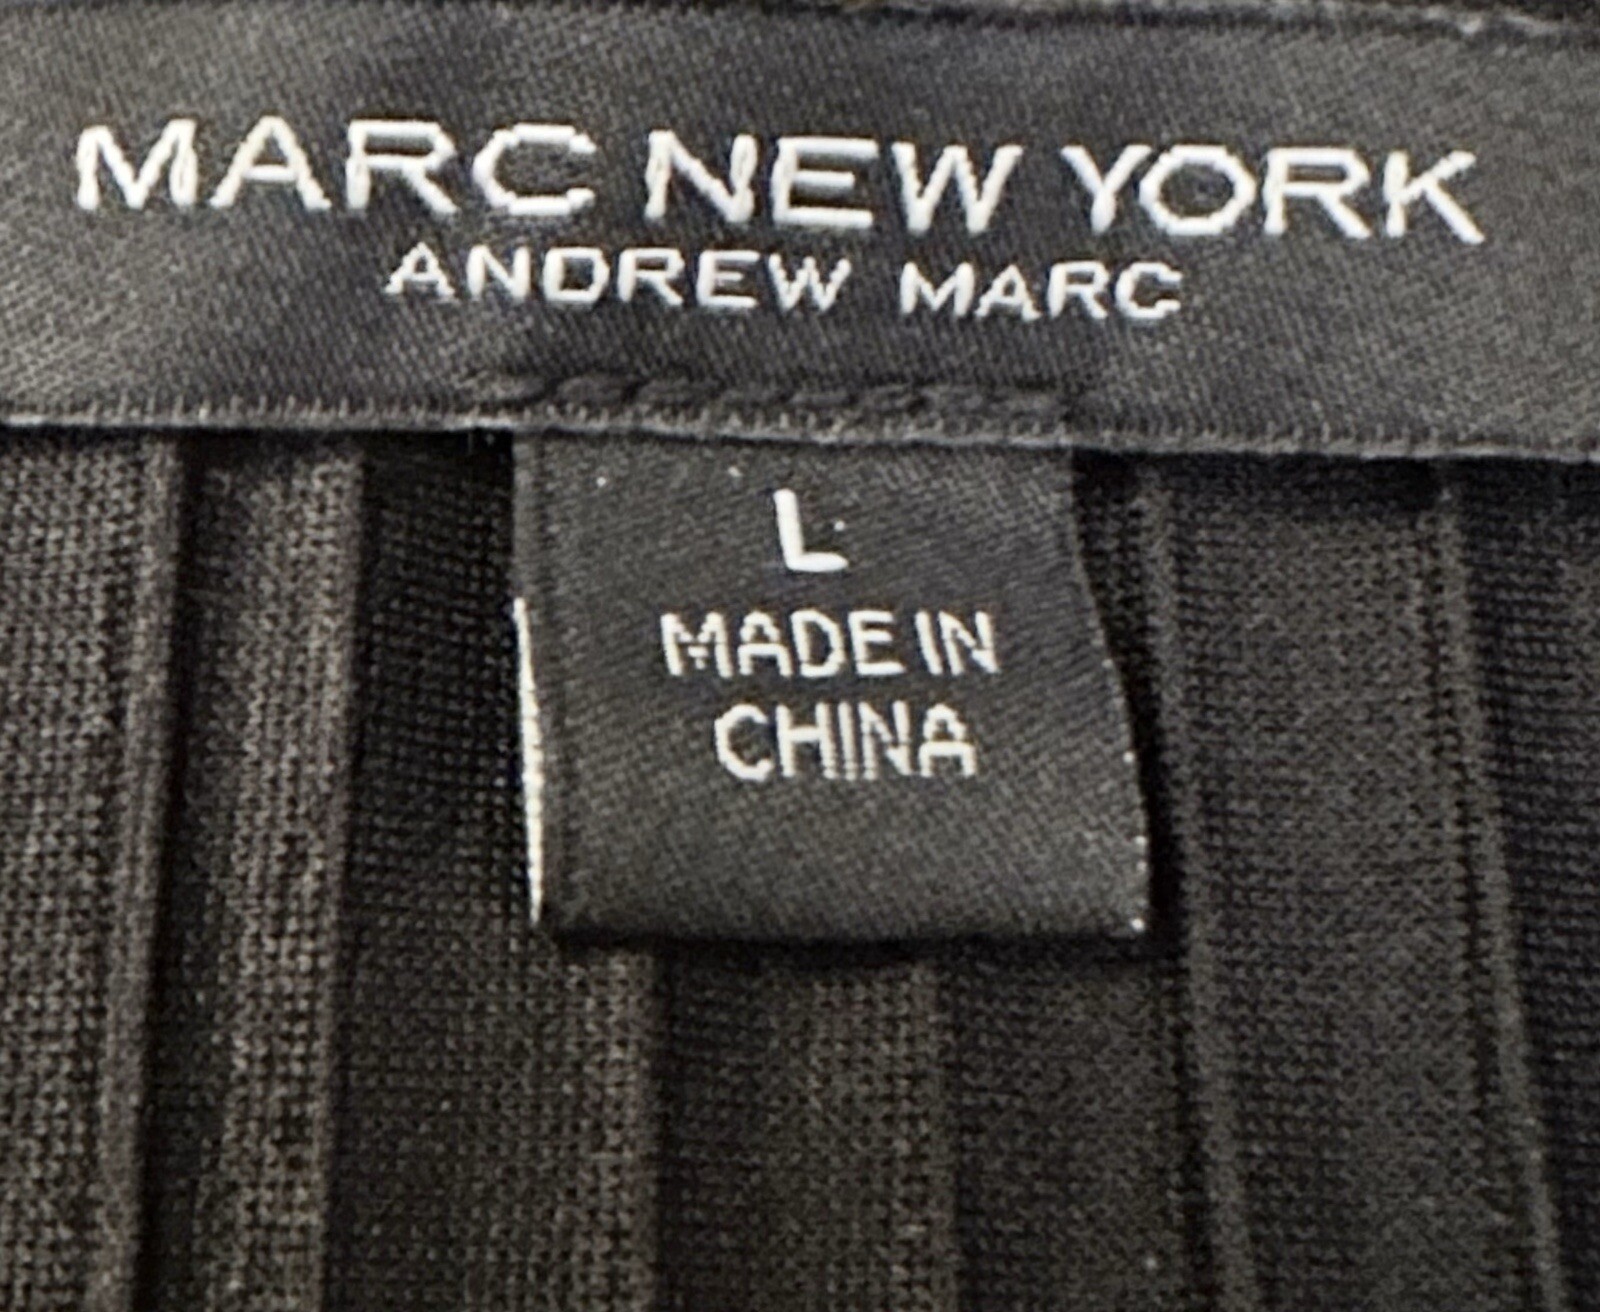 MARC NEW YORK
ANDREW MARC
L
MADE IN
CHINA